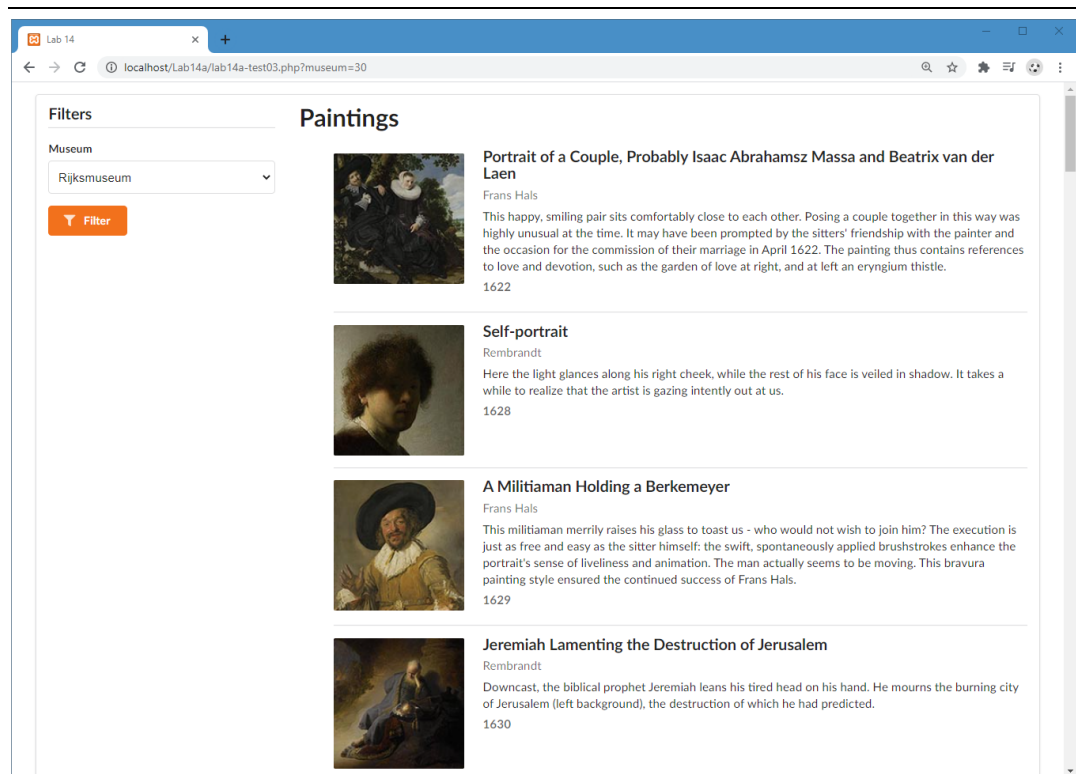 Lab 14
localhost/Lab14a/lab14a-test03.php?museum=30
Filters
Museum
Rijksmuseum
Filter
Paintings
Portrait of a Couple, Probably Isaac Abrahamsz Massa and Beatrix van der
Laen
Frans Hals
This happy, smiling pair sits comfortably close to each other. Posing a couple together in this way was
highly unusual at the time. It may have been prompted by the sitters' friendship with the painter and
the occasion for the commission of their marriage in April 1622. The painting thus contains references
to love and devotion, such as the garden of love at right, and at left an eryngium thistle.
1622
Self-portrait
Rembrandt
Here the light glances along his right cheek, while the rest of his face is veiled in shadow. It takes a
while to realize that the artist is gazing intently out at us.
1628
A Militiaman Holding a Berkemeyer
Frans Hals
This militiaman merrily raises his glass to toast us - who would not wish to join him? The execution is
just as free and easy as the sitter himself: the swift, spontaneously applied brushstrokes enhance the
portrait's sense of liveliness and animation. The man actually seems to be moving. This bravura
painting style ensured the continued success of Frans Hals.
1629
Jeremiah Lamenting the Destruction of Jerusalem
Rembrandt
Downcast, the biblical prophet Jeremiah leans his tired head on his hand. He mourns the burning city
of Jerusalem (left background), the destruction of which he had predicted.
1630